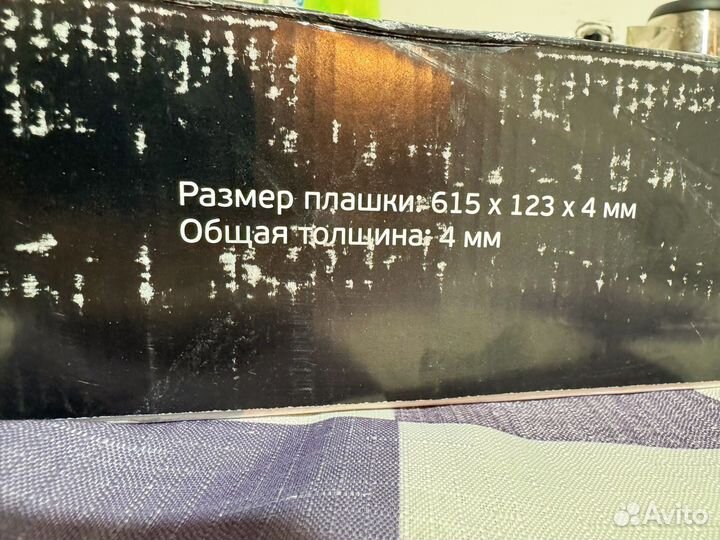 Размер плашки: 615 x 123 x 4 мм
Общая толщина: 4 мм
Avito